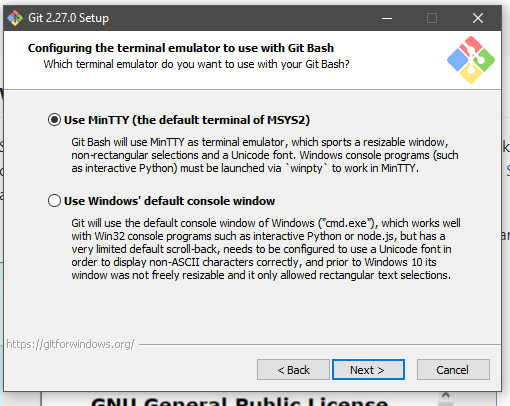 Git 2.27.0 Setup
Configuring the terminal emulator to use with Git Bash
Which terminal emulator do you want to use with your Git Bash?
Use MinTTY (the default terminal of MSYS2)
Git Bash will use MinTTY as terminal emulator, which sports a resizable window,
non-rectangular selections and a Unicode font. Windows console programs (such
as interactive Python) must be launched via `winpty` to work in MinTTY.
Use Windows' default console window
Git will use the default console window of Windows ("cmd.exe"), which works well
with Win32 console programs such as interactive Python or node.js, but has a
very limited default scroll-back, needs to be configured to use a Unicode font in
order to display non-ASCII characters correctly, and prior to Windows 10 its
window was not freely resizable and it only allowed rectangular text selections.
https://gitforwindows.org/
< Back
Next >
Cancel
GNU General Public License